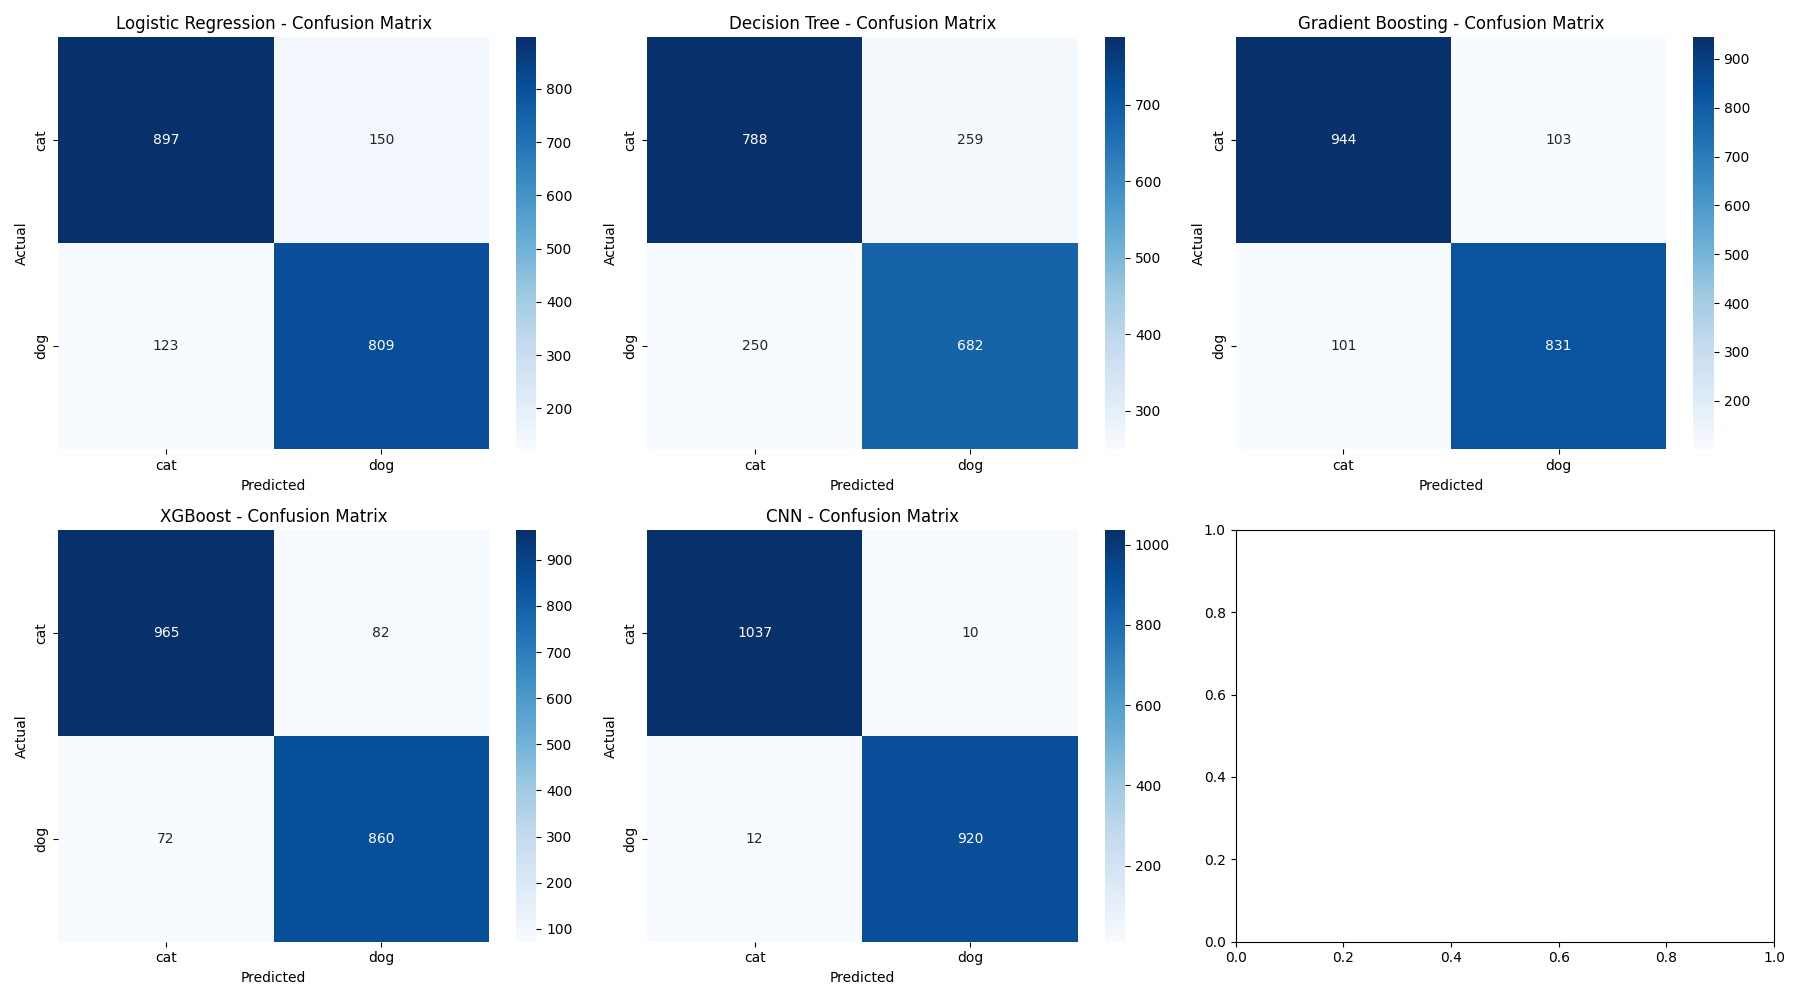 Logistic Regression - Confusion Matrix
cat
dog
Actual
897
150
123
809
cat
dog
Predicted
800
700
600
500
400
300
200
Decision Tree - Confusion Matrix
cat
dog
Actual
788
259
250
682
cat
dog
Predicted
700
600
500
400
300
Gradient Boosting - Confusion Matrix
cat
dog
Actual
944
103
101
831
cat
dog
Predicted
900
800
700
600
500
400
300
200
XGBoost - Confusion Matrix
cat
dog
Actual
965
82
72
860
cat
dog
Predicted
900
800
700
600
500
400
300
200
100
CNN - Confusion Matrix
cat
dog
Actual
1037
10
12
920
cat
dog
Predicted
1000
800
600
400
200
1.0
0.8
0.6
0.4
0.2
0.0
0.0
0.2
0.4
0.6
0.8
1.0